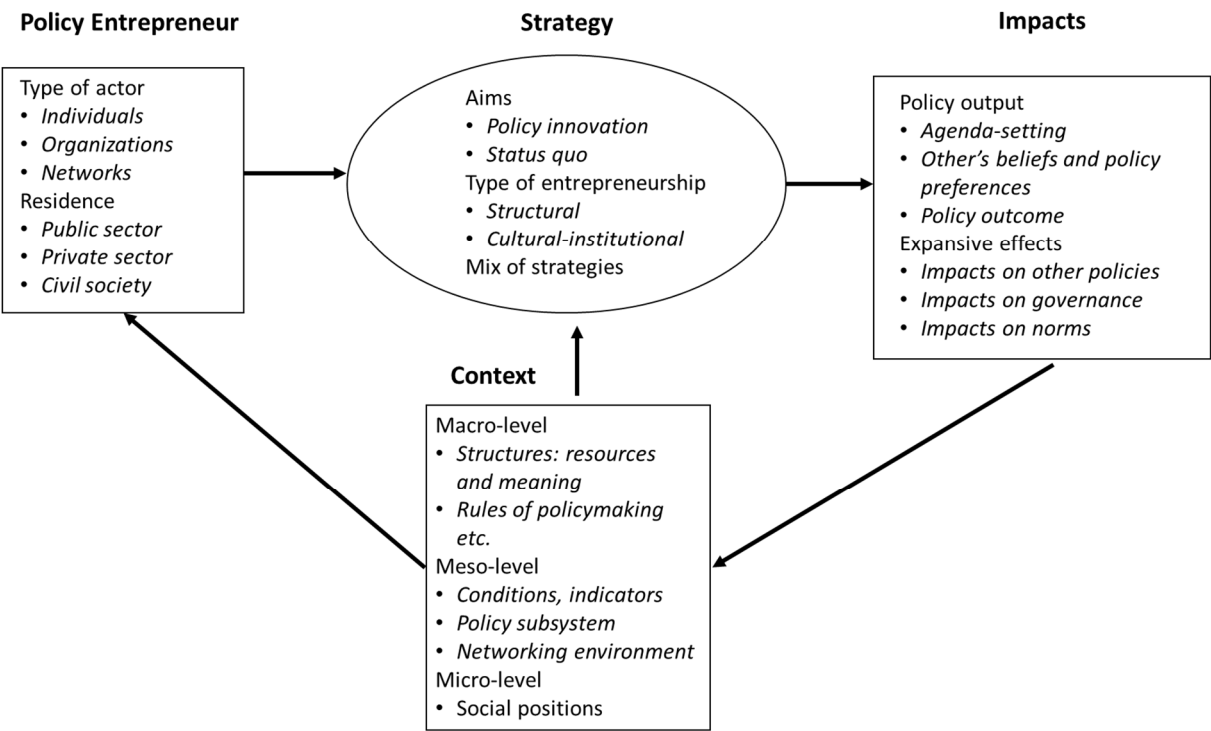 Policy Entrepreneur
Strategy
Impacts
Type of actor
• Individuals
• Organizations
• Networks
Residence
• Public sector
• Private sector
• Civil society
Aims
• Policy innovation
• Status quo
Type of entrepreneurship
• Structural
• Cultural-institutional
Mix of strategies
Policy output
• Agenda-setting
• Other’s beliefs and policy
preferences
• Policy outcome
Expansive effects
• Impacts on other policies
• Impacts on governance
• Impacts on norms
Context
Macro-level
• Structures: resources
and meaning
• Rules of policymaking
etc.
Meso-level
• Conditions, indicators
• Policy subsystem
• Networking environment
Micro-level
• Social positions